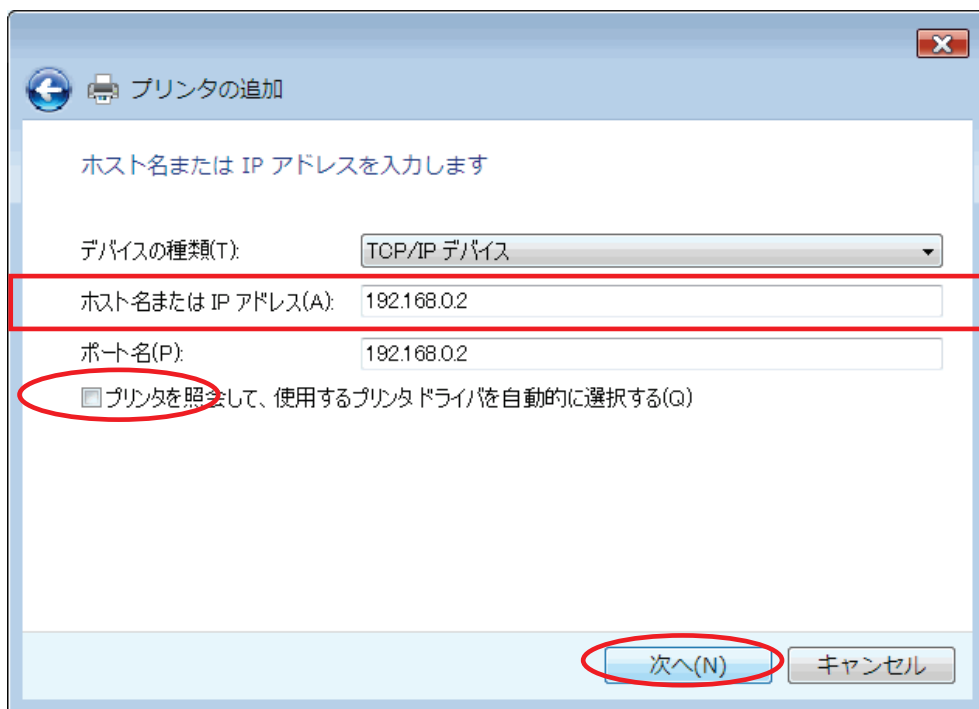 プリンタの追加
ホスト名または IP アドレスを入力します
デバイスの種類(T): TCP/IP デバイス
ホスト名または IP アドレス(A): 192.168.0.2
ポート名(P): 192.168.0.2
プリンタを照会して、使用するプリンタ ドライバを自動的に選択する(Q)
次へ(N) キャンセル